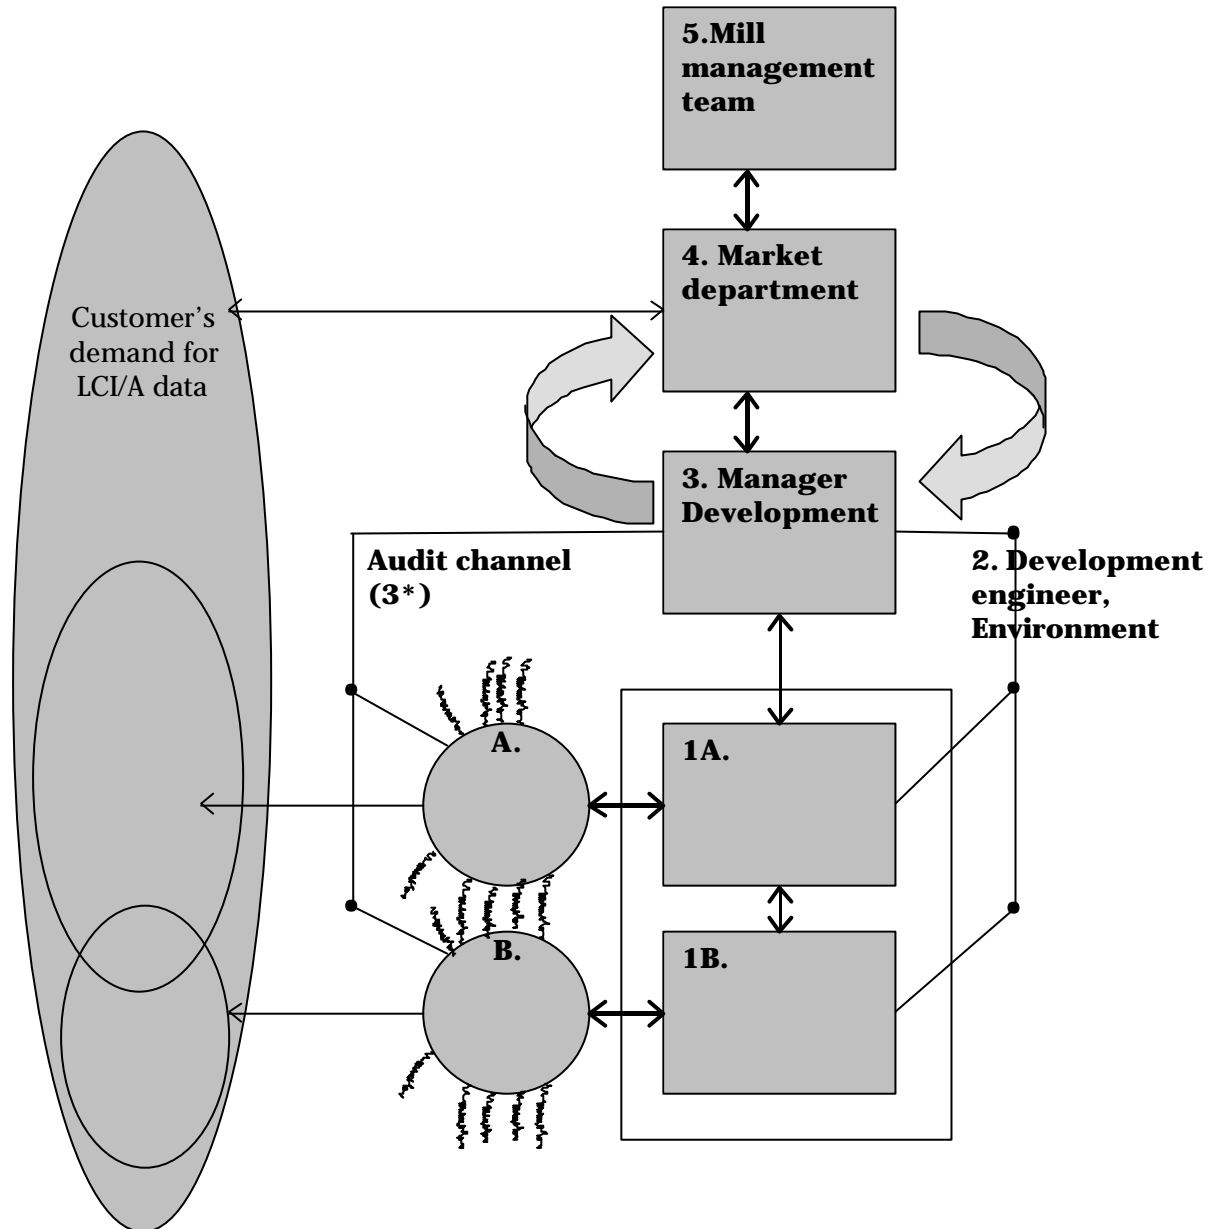 5.Mill
management
team
4. Market
department
Customer's
demand for
LCI/A data
3. Manager
Development
Audit channel
(3*)
2. Development
engineer,
Environment
A.
1A.
B.
1B.